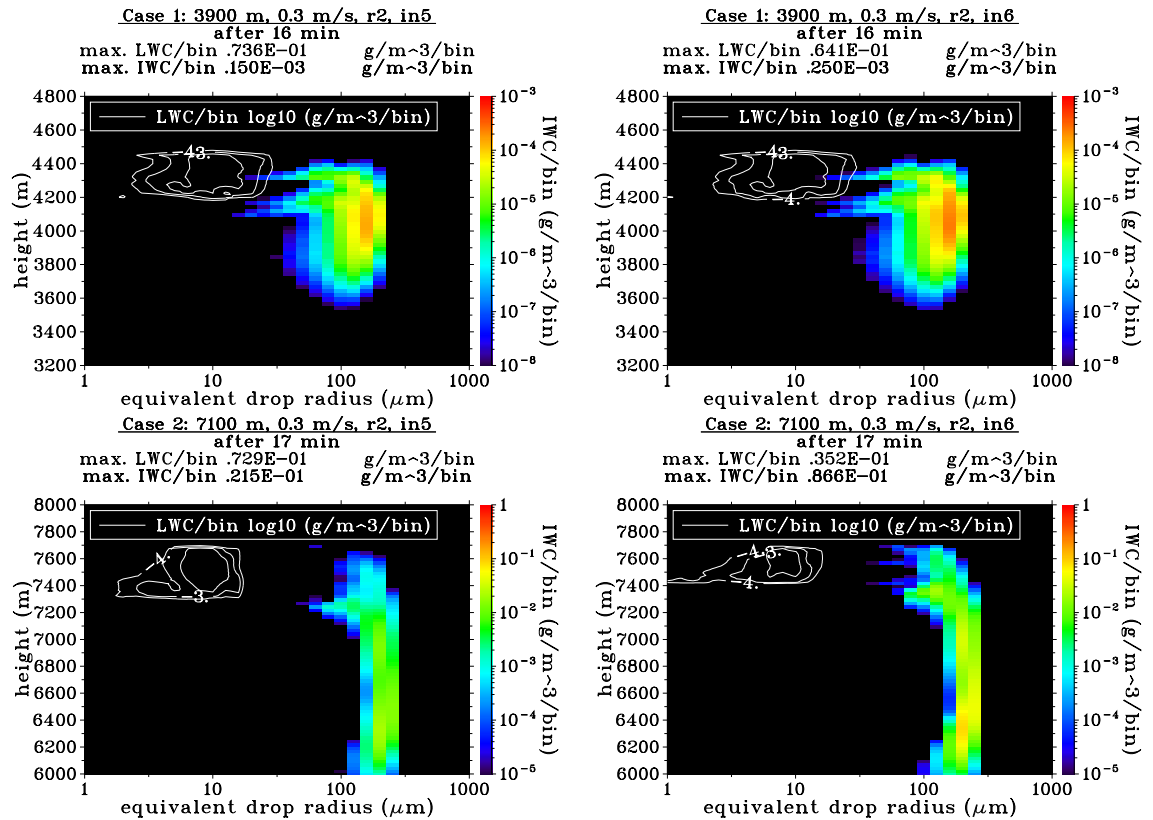 Case 1: 3900 m, 0.3 m/s, r2, in5
after 16 min
max. LWC/bin .736E-01 g/m^3/bin
max. IWC/bin .150E-03 g/m^3/bin
LWC/bin log10 (g/m^3/bin)
-43.
4800
4600
4400
4200
4000
3800
3600
3400
3200
height (m)
1 10 100 1000
equivalent drop radius (μm)
10⁻³
10⁻⁴
10⁻⁵
10⁻⁶
10⁻⁷
10⁻⁸
IWC/bin (g/m^3/bin)
Case 1: 3900 m, 0.3 m/s, r2, in6
after 16 min
max. LWC/bin .641E-01 g/m^3/bin
max. IWC/bin .250E-03 g/m^3/bin
LWC/bin log10 (g/m^3/bin)
-43.
-4.
4800
4600
4400
4200
4000
3800
3600
3400
3200
height (m)
1 10 100 1000
equivalent drop radius (μm)
10⁻³
10⁻⁴
10⁻⁵
10⁻⁶
10⁻⁷
10⁻⁸
IWC/bin (g/m^3/bin)
Case 2: 7100 m, 0.3 m/s, r2, in5
after 17 min
max. LWC/bin .729E-01 g/m^3/bin
max. IWC/bin .215E-01 g/m^3/bin
LWC/bin log10 (g/m^3/bin)
-4.
-3.
8000
7800
7600
7400
7200
7000
6800
6600
6400
6200
6000
height (m)
1 10 100 1000
equivalent drop radius (μm)
1
10⁻¹
10⁻²
10⁻³
10⁻⁴
10⁻⁵
IWC/bin (g/m^3/bin)
Case 2: 7100 m, 0.3 m/s, r2, in6
after 17 min
max. LWC/bin .352E-01 g/m^3/bin
max. IWC/bin .866E-01 g/m^3/bin
LWC/bin log10 (g/m^3/bin)
-4.-3.
-4.
8000
7800
7600
7400
7200
7000
6800
6600
6400
6200
6000
height (m)
1 10 100 1000
equivalent drop radius (μm)
1
10⁻¹
10⁻²
10⁻³
10⁻⁴
10⁻⁵
IWC/bin (g/m^3/bin)